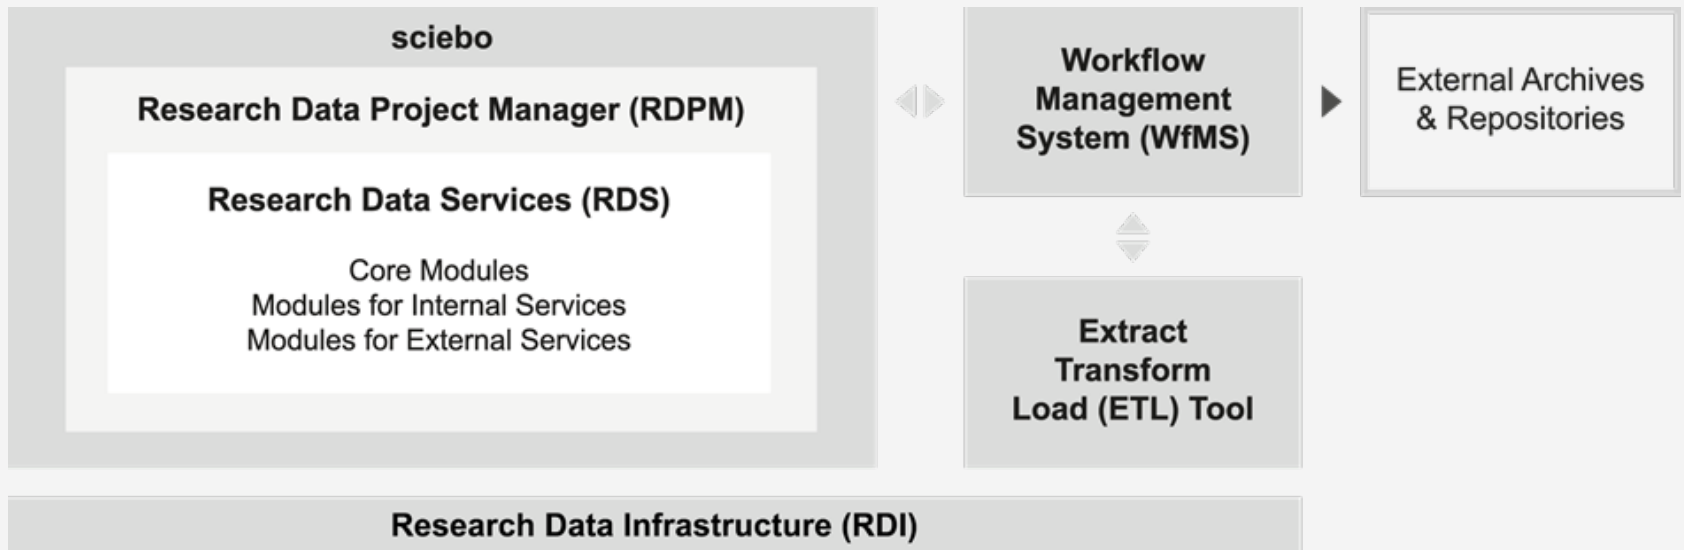 sciebo
Research Data Project Manager (RDPM)
Research Data Services (RDS)
Core Modules
Modules for Internal Services
Modules for External Services
Workflow
Management
System (WfMS)
External Archives
& Repositories
Extract
Transform
Load (ETL) Tool
Research Data Infrastructure (RDI)